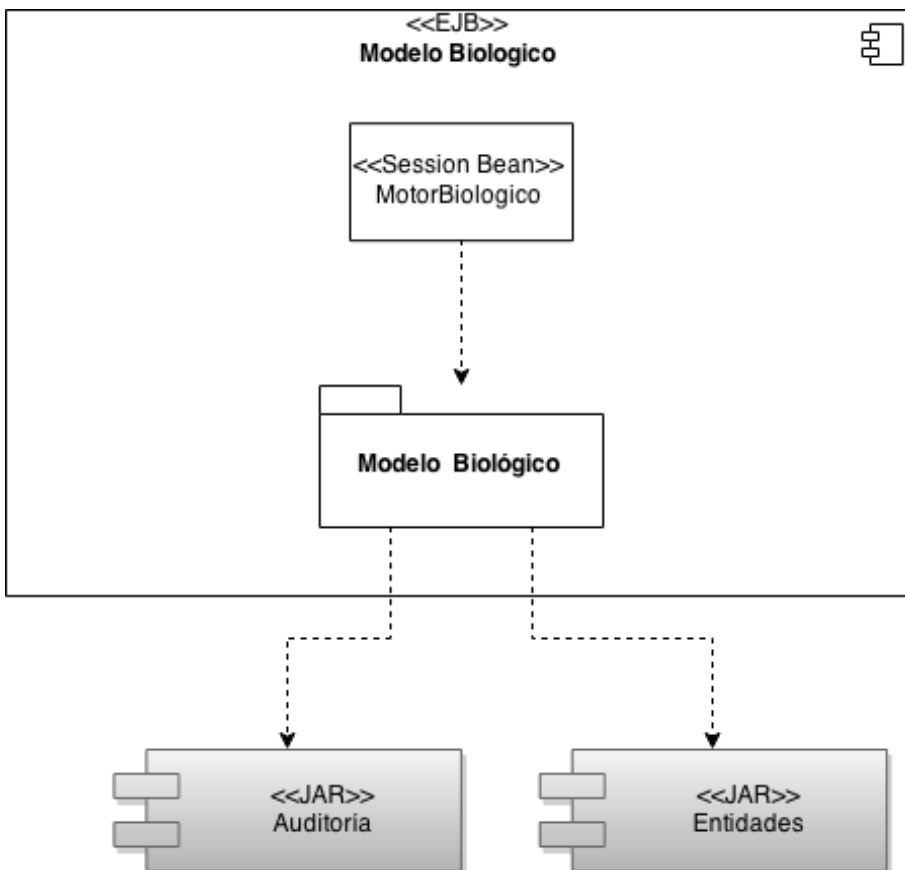 <<EJB>>
Modelo Biologico
<<Session Bean>>
MotorBiologico
Modelo Biológico
<<JAR>>
Auditoria
<<JAR>>
Entidades